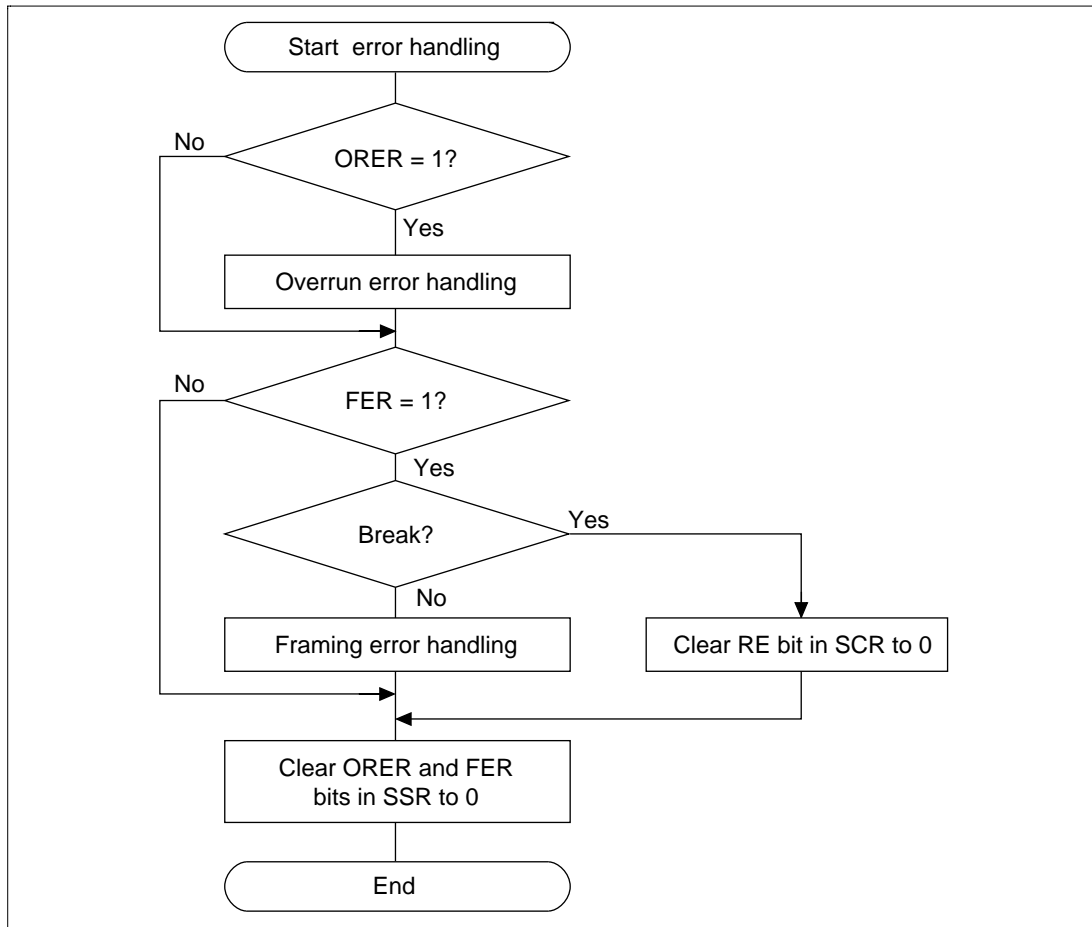 Start error handling
No
ORER = 1?
Yes
Overrun error handling
No
FER = 1?
Yes
Break?
Yes
No
Framing error handling
Clear RE bit in SCR to 0
Clear ORER and FER
bits in SSR to 0
End